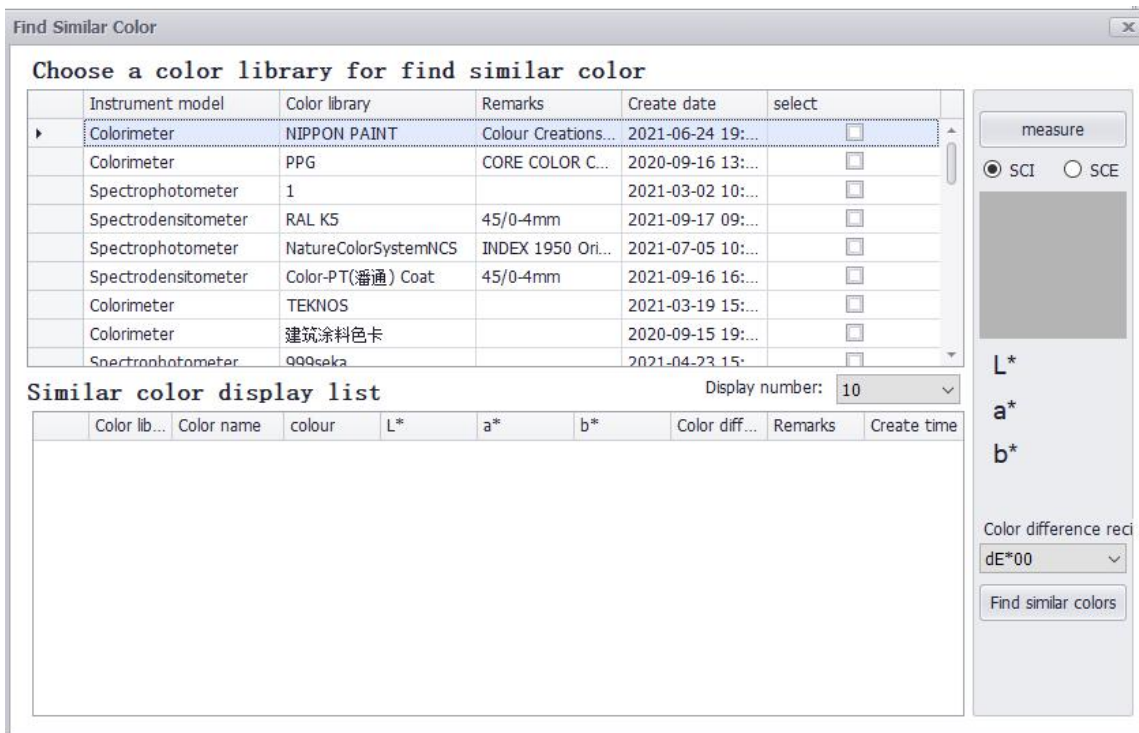 Find Similar Color
Choose a color library for find similar color
Instrument model Color library Remarks Create date select
Colorimeter NIPPON PAINT Colour Creations... 2021-06-24 19:...
Colorimeter PPG CORE COLOR C... 2020-09-16 13:...
Spectrophotometer 1 2021-03-02 10:...
Spectrodensitometer RAL K5 45/0-4mm 2021-09-17 09:...
Spectrophotometer NatureColorSystemNCS INDEX 1950 Ori... 2021-07-05 10:...
Spectrodensitometer Color-PT(潘通) Coat 45/0-4mm 2021-09-16 16:...
Colorimeter TEKNOS 2021-03-19 15:...
Colorimeter 建筑涂料色卡 2020-09-15 19:...
Spectrophotometer 999seka 2021-04-23 15:
measure
SCI SCE
L*
a*
b*
Color difference reci
dE*00
Find similar colors
Similar color display list Display number: 10
Color lib... Color name colour L* a* b* Color diff... Remarks Create time